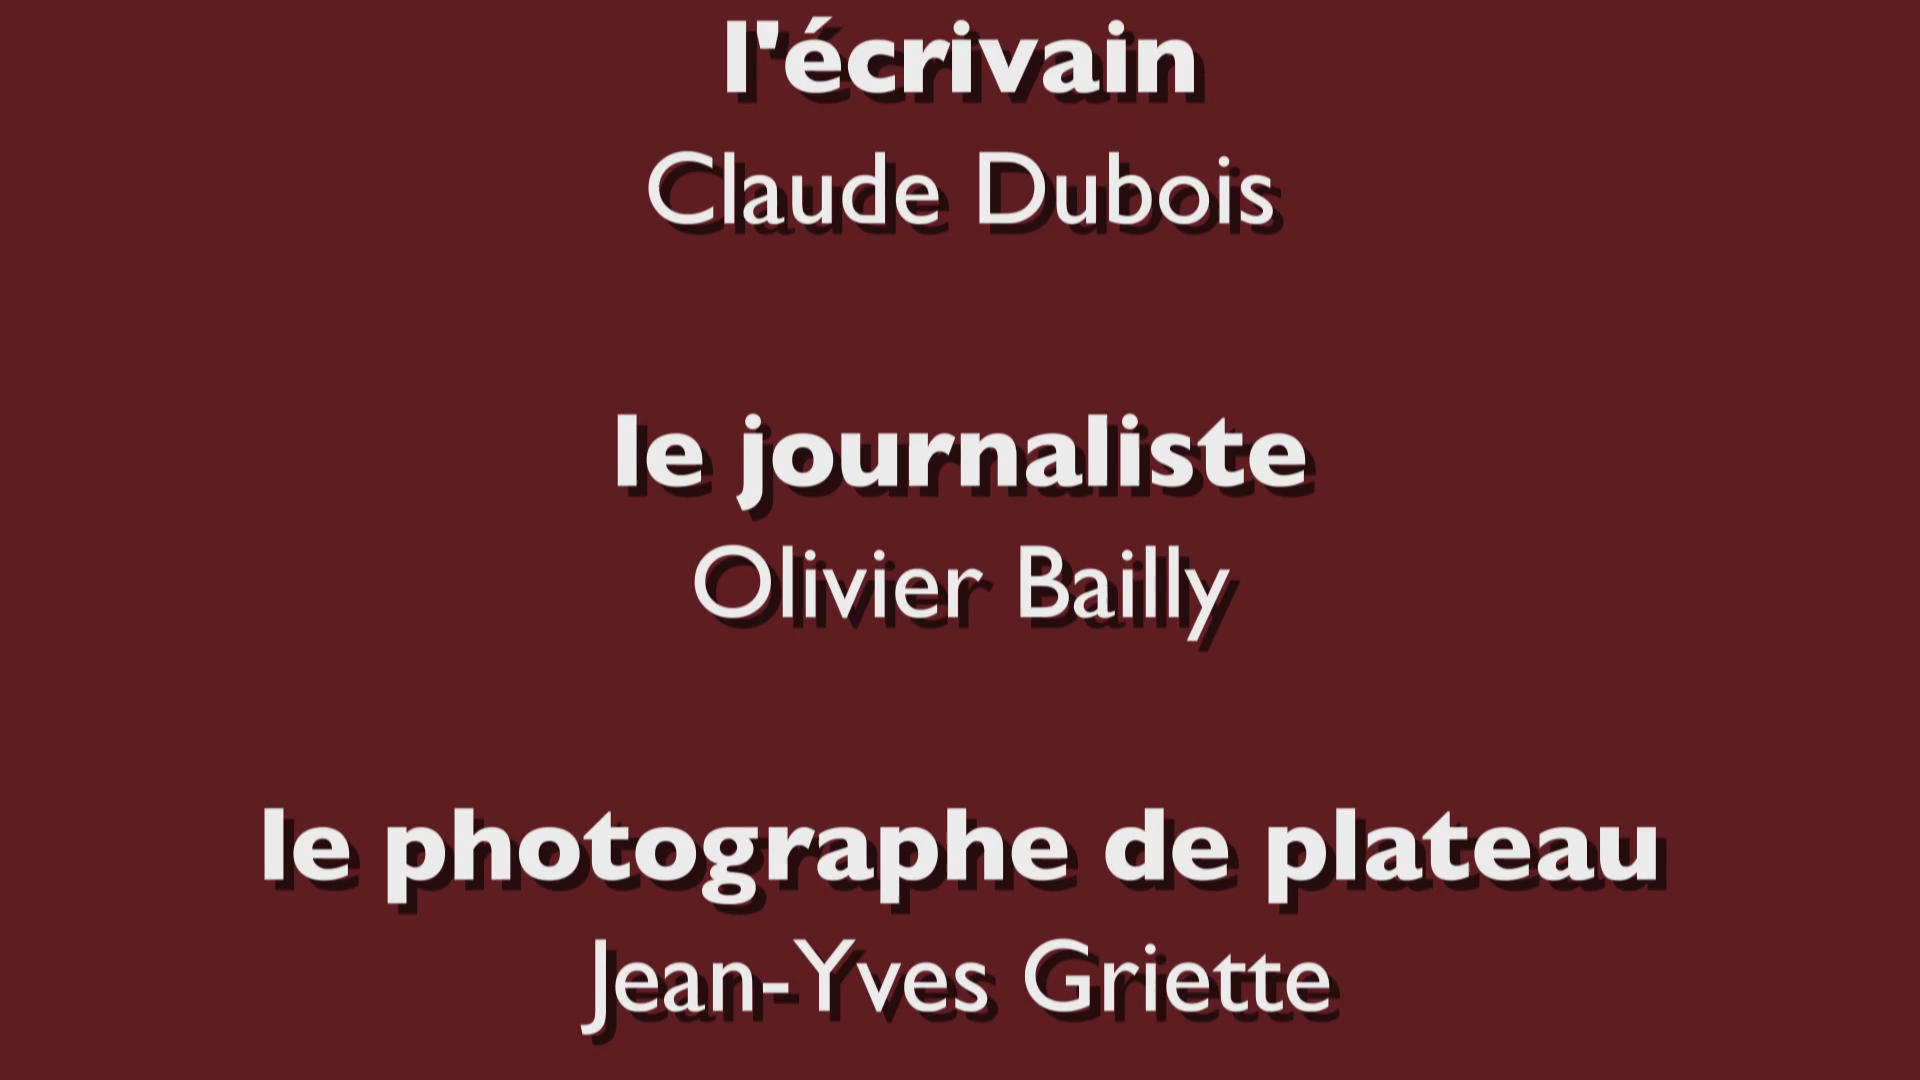 l'écrivain
Claude Dubois
le journaliste
Olivier Bailly
le photographe de plateau
Jean-Yves Griette